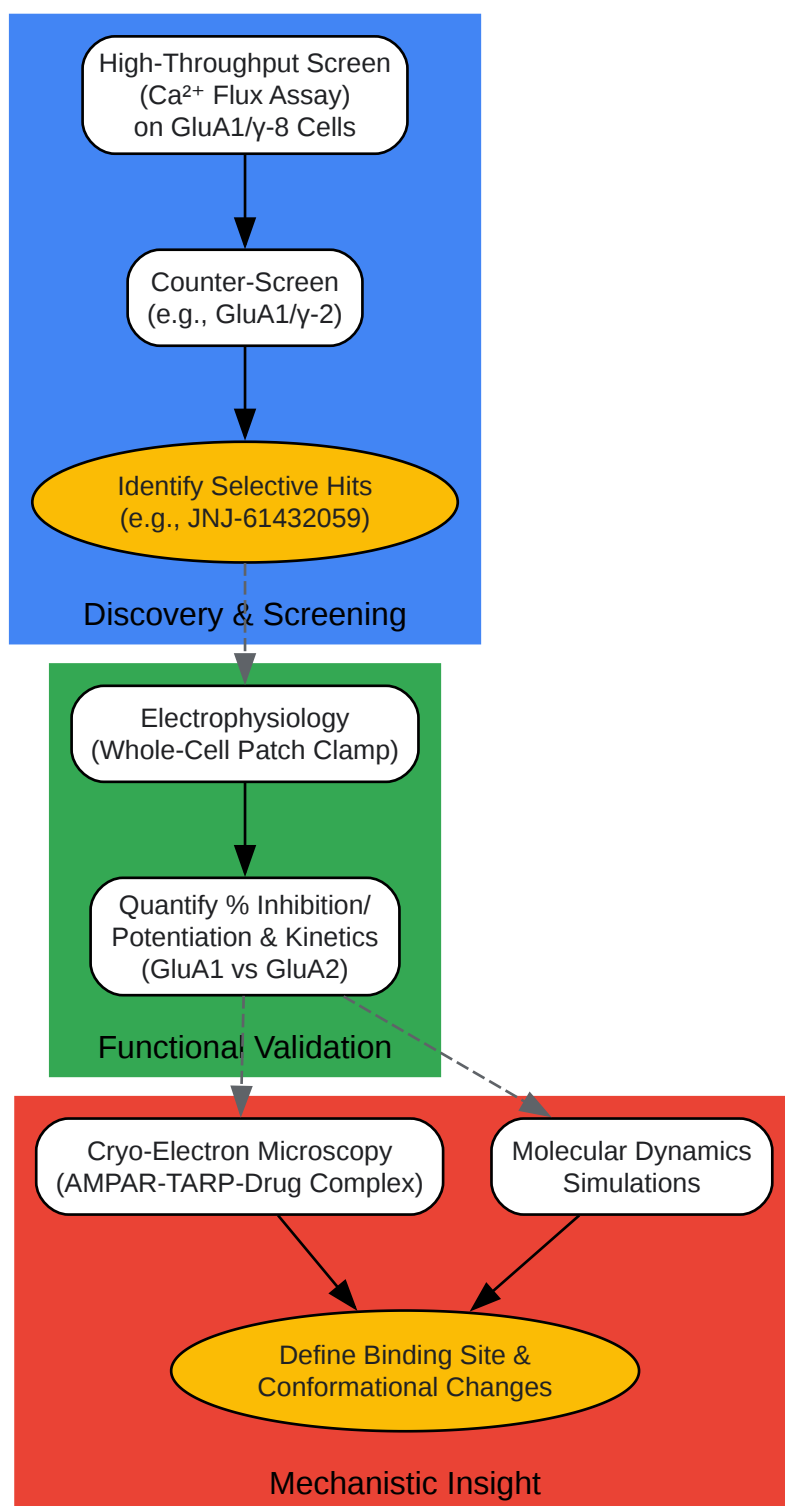 High-Throughput Screen
(Ca²⁺ Flux Assay)
on GluA1/γ-8 Cells
Counter-Screen
(e.g., GluA1/γ-2)
Identify Selective Hits
(e.g., JNJ-61432059)
Discovery & Screening
Electrophysiology
(Whole-Cell Patch Clamp)
Quantify % Inhibition/
Potentiation & Kinetics
(GluA1 vs GluA2)
Functional Validation
Cryo-Electron Microscopy
(AMPAR-TARP-Drug Complex)
Molecular Dynamics
Simulations
Define Binding Site &
Conformational Changes
Mechanistic Insight